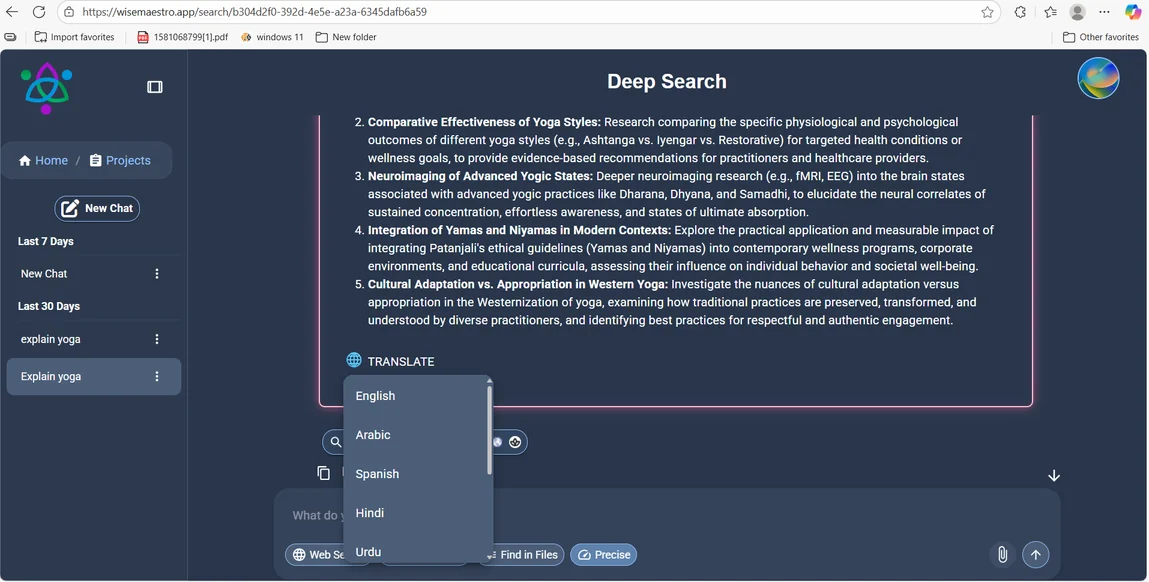 https://wisemaestro.app/search/b304d2f0-392d-4e5e-a23a-6345dafb6a59
Import favorites
1581068799[1].pdf
windows 11
New folder
Other favorites
Deep Search
Home / Projects
New Chat
Last 7 Days
New Chat
Last 30 Days
explain yoga
Explain yoga
2. Comparative Effectiveness of Yoga Styles: Research comparing the specific physiological and psychological
outcomes of different yoga styles (e.g., Ashtanga vs. Iyengar vs. Restorative) for targeted health conditions or
wellness goals, to provide evidence-based recommendations for practitioners and healthcare providers.
3. Neuroimaging of Advanced Yogic States: Deeper neuroimaging research (e.g., fMRI, EEG) into the brain states
associated with advanced yogic practices like Dharana, Dhyana, and Samadhi, to elucidate the neural correlates of
sustained concentration, effortless awareness, and states of ultimate absorption.
4. Integration of Yamas and Niyamas in Modern Contexts: Explore the practical application and measurable impact of
integrating Patanjali's ethical guidelines (Yamas and Niyamas) into contemporary wellness programs, corporate
environments, and educational curricula, assessing their influence on individual behavior and societal well-being.
5. Cultural Adaptation vs. Appropriation in Western Yoga: Investigate the nuances of cultural adaptation versus
appropriation in the Westernization of yoga, examining how traditional practices are preserved, transformed, and
understood by diverse practitioners, and identifying best practices for respectful and authentic engagement.
TRANSLATE
English
Arabic
Spanish
Hindi
Urdu
What do
Web Se
Find in Files
Precise